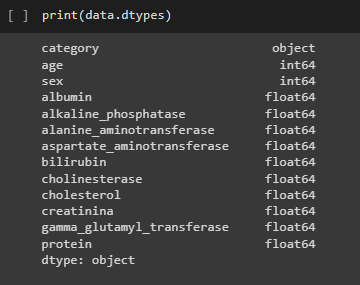 [ ] print(data.dtypes)
category object
age int64
sex int64
albumin float64
alkaline_phosphatase float64
alanine_aminotransferase float64
aspartate_aminotransferase float64
bilirubin float64
cholinesterase float64
cholesterol float64
creatinina float64
gamma_glutamyl_transferase float64
protein float64
dtype: object